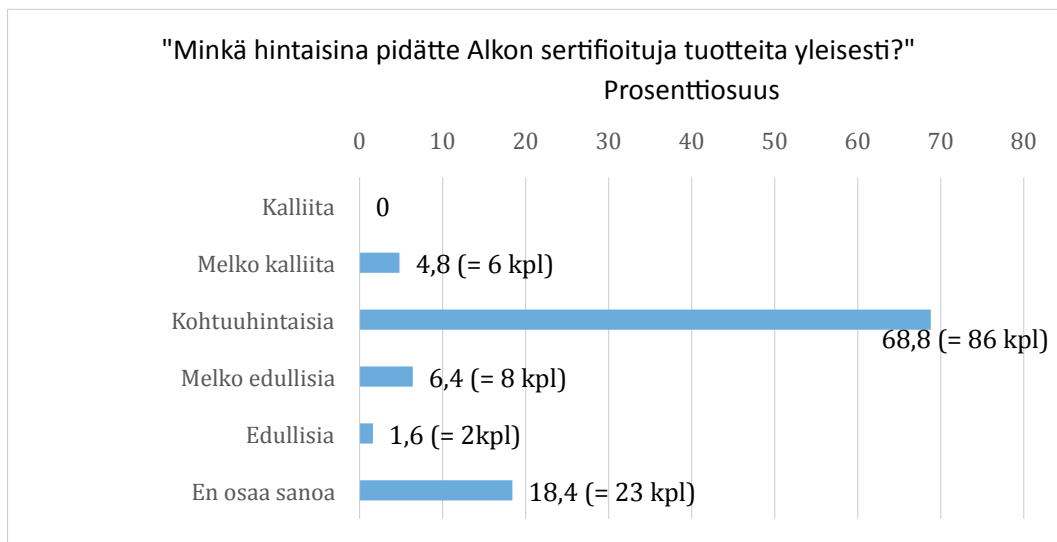 "Minkä hintaisina pidätte Alkon sertifioituja tuotteita yleisesti?"
Prosenttiosuus
0 10 20 30 40 50 60 70 80
Kalliita 0
Melko kalliita 4,8 (= 6 kpl)
Kohtuuhintaisia 68,8 (= 86 kpl)
Melko edullisia 6,4 (= 8 kpl)
Edullisia 1,6 (= 2kpl)
En osaa sanoa 18,4 (= 23 kpl)